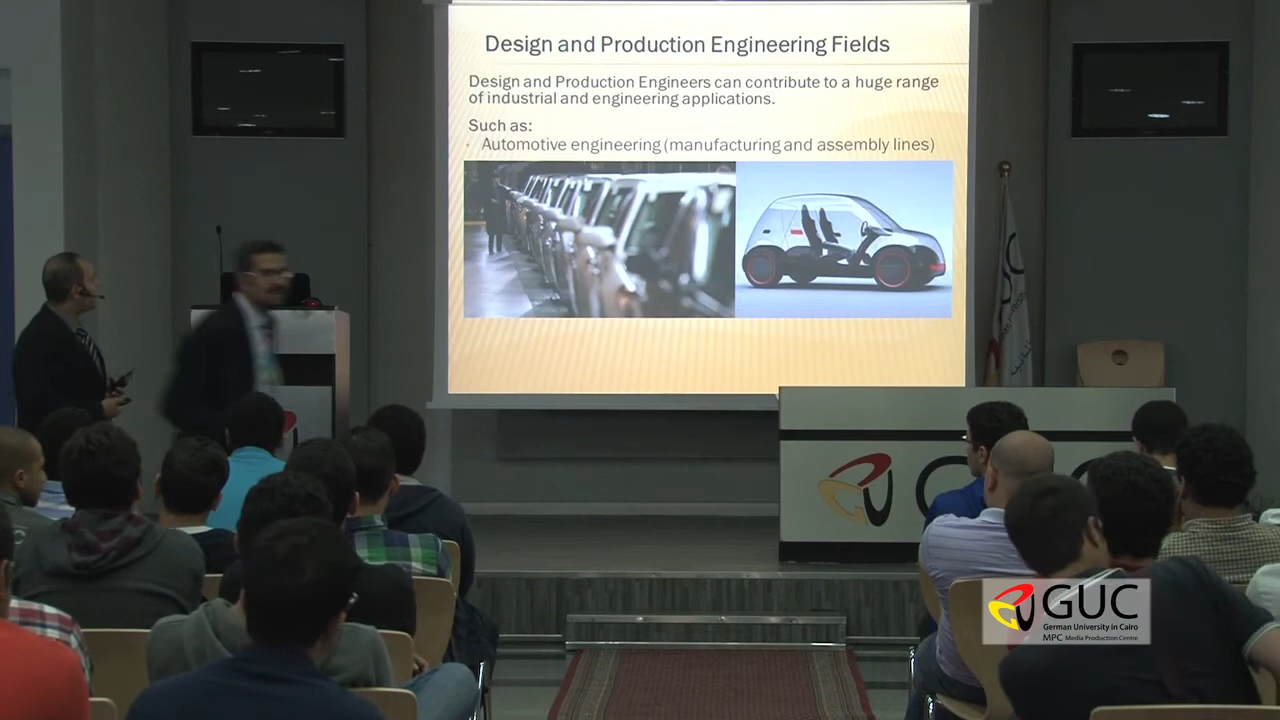 Design and Production Engineering Fields
Design and Production Engineers can contribute to a huge range
of industrial and engineering applications.
Such as:
· Automotive engineering (manufacturing and assembly lines)
GUC
German University in Cairo
MPC Media Production Centre